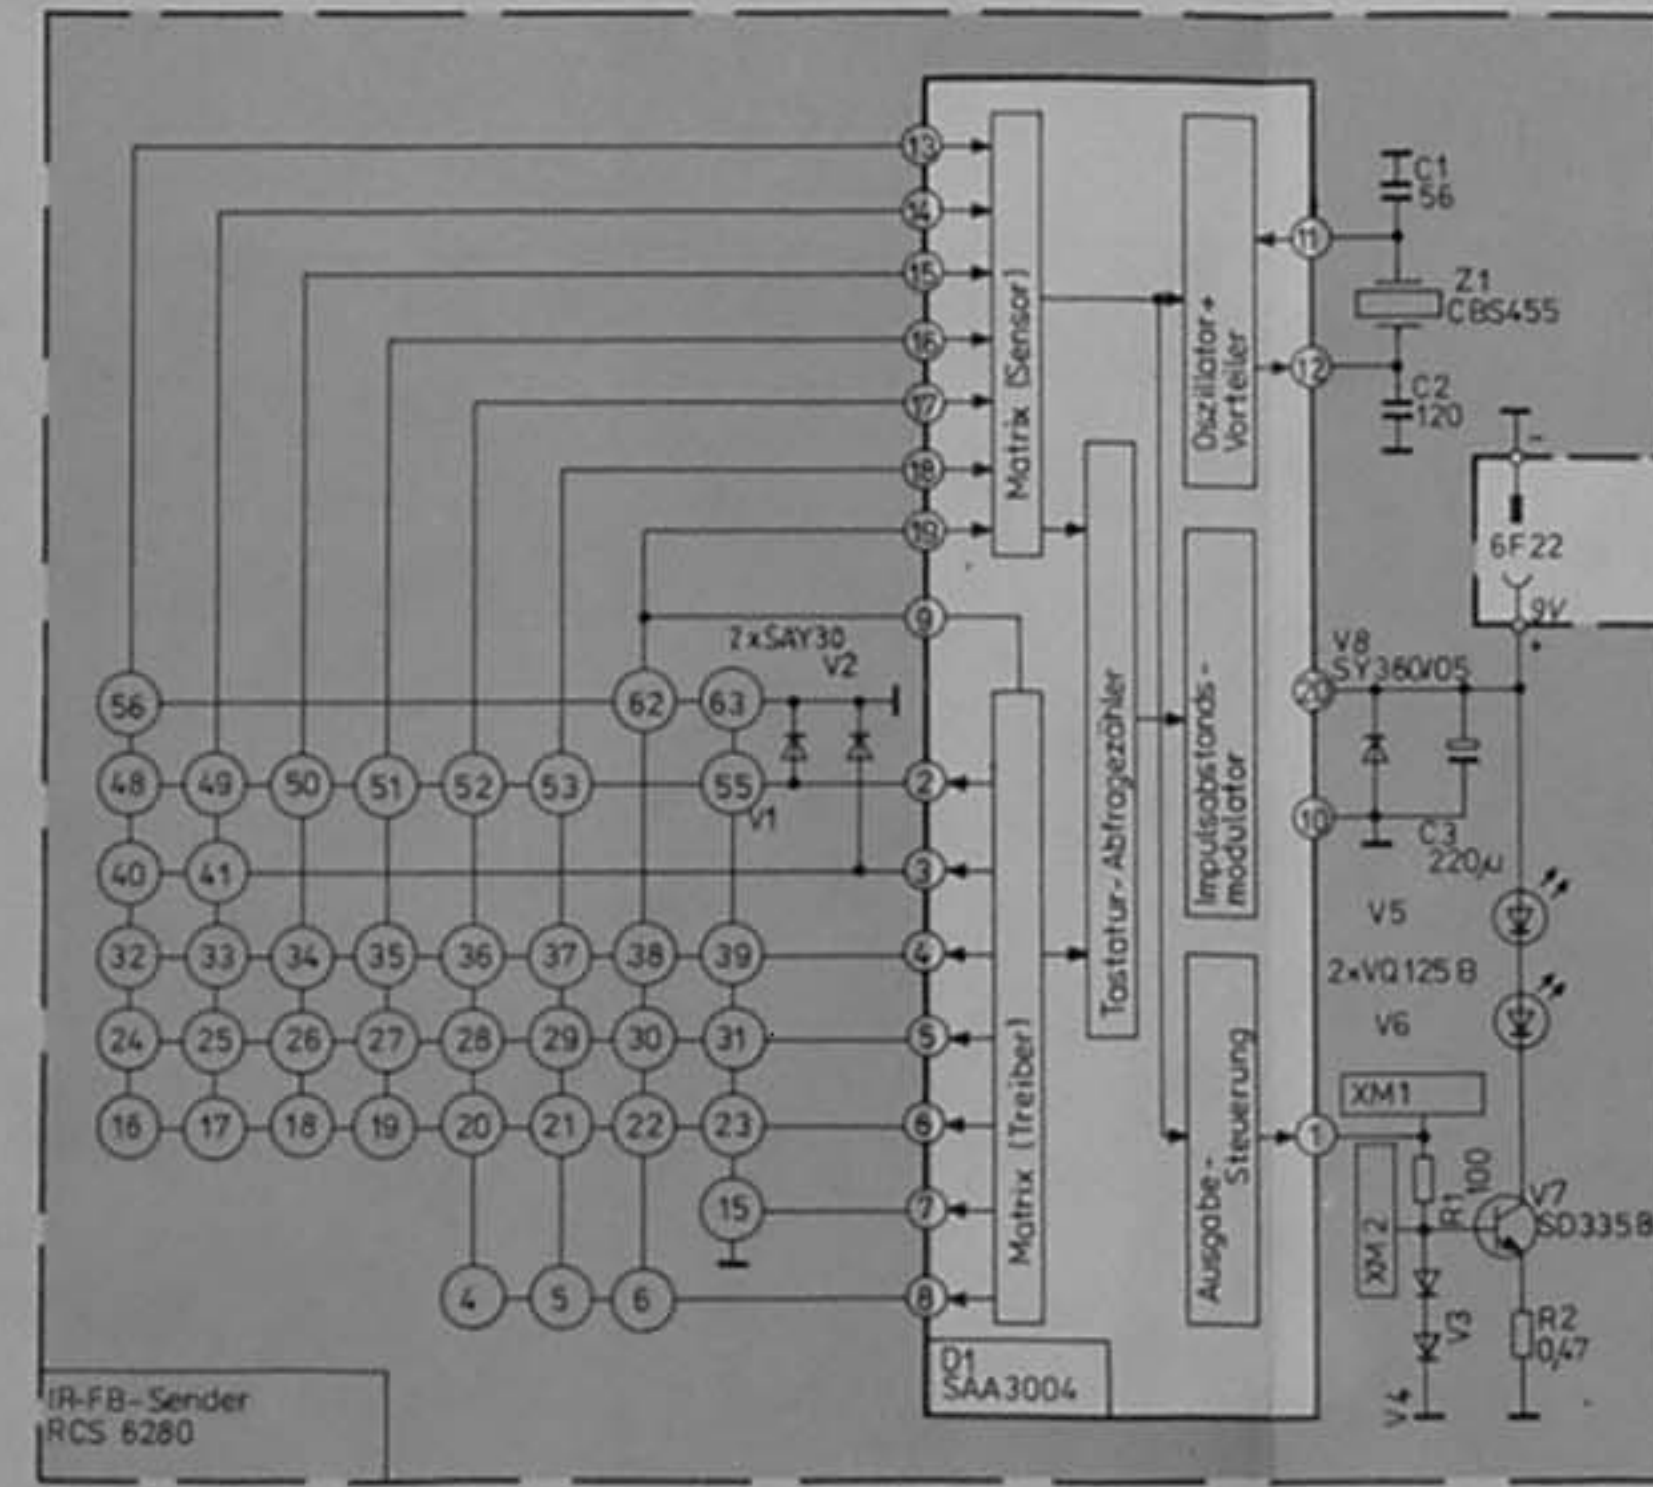 13
14
15
16
17
18
19
9
2xSAY30
V2
56
62
63
48
49
50
51
52
53
55
V1
2
40
41
3
32
33
34
35
36
37
38
39
4
24
25
26
27
28
29
30
31
5
16
17
18
19
20
21
22
23
6
15
7
4
5
6
8
Matrix (Sensor)
Matrix (Treiber)
Tastatur-Abfragezähler
Oszillator+
Vorteiler
Impulsabstands-
modulator
Ausgabe-
Steuerung
D1
SAA3004
11
12
20
10
1
C1
56
Z1
CBS455
C2
120
-
6F22
9V
+
V8
SY360/05
C3
220µ
V5
2xVQ125B
V6
XM1
XM2
R1
100
V7
SD335B
V3
V4
R2
0,47
IR-FB-Sender
RCS 6280